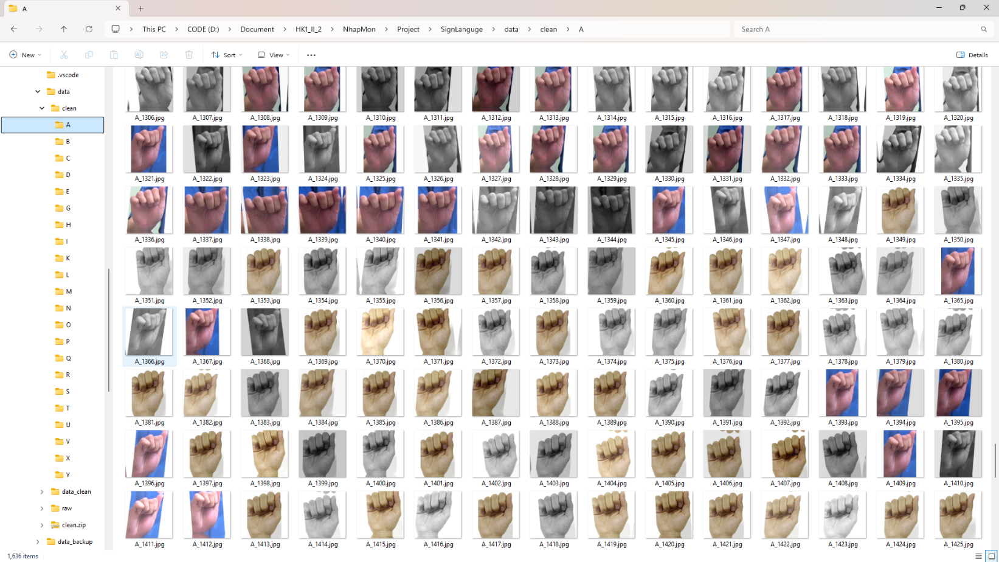 A
This PC > CODE (D:) > Document > HK1_II_2 > NhapMon > Project > SignLanguge > data > clean > A
Search A
New
Sort
View
Details
.vscode
data
clean
A
B
C
D
E
G
H
I
K
L
M
N
O
P
Q
R
S
T
U
V
X
Y
data_clean
raw
clean.zip
data_backup
A_1306.jpg A_1307.jpg A_1308.jpg A_1309.jpg A_1310.jpg A_1311.jpg A_1312.jpg A_1313.jpg A_1314.jpg A_1315.jpg A_1316.jpg A_1317.jpg A_1318.jpg A_1319.jpg A_1320.jpg
A_1321.jpg A_1322.jpg A_1323.jpg A_1324.jpg A_1325.jpg A_1326.jpg A_1327.jpg A_1328.jpg A_1329.jpg A_1330.jpg A_1331.jpg A_1332.jpg A_1333.jpg A_1334.jpg A_1335.jpg
A_1336.jpg A_1337.jpg A_1338.jpg A_1339.jpg A_1340.jpg A_1341.jpg A_1342.jpg A_1343.jpg A_1344.jpg A_1345.jpg A_1346.jpg A_1347.jpg A_1348.jpg A_1349.jpg A_1350.jpg
A_1351.jpg A_1352.jpg A_1353.jpg A_1354.jpg A_1355.jpg A_1356.jpg A_1357.jpg A_1358.jpg A_1359.jpg A_1360.jpg A_1361.jpg A_1362.jpg A_1363.jpg A_1364.jpg A_1365.jpg
A_1366.jpg A_1367.jpg A_1368.jpg A_1369.jpg A_1370.jpg A_1371.jpg A_1372.jpg A_1373.jpg A_1374.jpg A_1375.jpg A_1376.jpg A_1377.jpg A_1378.jpg A_1379.jpg A_1380.jpg
A_1381.jpg A_1382.jpg A_1383.jpg A_1384.jpg A_1385.jpg A_1386.jpg A_1387.jpg A_1388.jpg A_1389.jpg A_1390.jpg A_1391.jpg A_1392.jpg A_1393.jpg A_1394.jpg A_1395.jpg
A_1396.jpg A_1397.jpg A_1398.jpg A_1399.jpg A_1400.jpg A_1401.jpg A_1402.jpg A_1403.jpg A_1404.jpg A_1405.jpg A_1406.jpg A_1407.jpg A_1408.jpg A_1409.jpg A_1410.jpg
A_1411.jpg A_1412.jpg A_1413.jpg A_1414.jpg A_1415.jpg A_1416.jpg A_1417.jpg A_1418.jpg A_1419.jpg A_1420.jpg A_1421.jpg A_1422.jpg A_1423.jpg A_1424.jpg A_1425.jpg
1,636 items